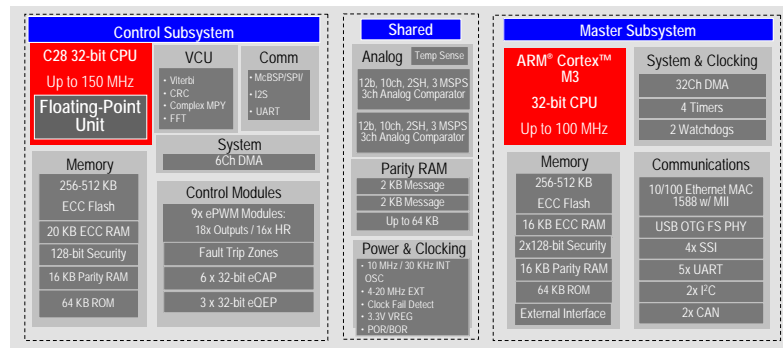 Control Subsystem
C28 32-bit CPU
Up to 150 MHz
Floating-Point
Unit
VCU
• Viterbi
• CRC
• Complex MPY
• FFT
Comm
• McBSP/SPI/
• I2S
• UART
System
6Ch DMA
Memory
256-512 KB
ECC Flash
20 KB ECC RAM
128-bit Security
16 KB Parity RAM
64 KB ROM
Control Modules
9x ePWM Modules:
18x Outputs / 16x HR
Fault Trip Zones
6 x 32-bit eCAP
3 x 32-bit eQEP
Shared
Analog
Temp Sense
12b, 10ch, 2SH, 3 MSPS
3ch Analog Comparator
12b, 10ch, 2SH, 3 MSPS
3ch Analog Comparator
Parity RAM
2 KB Message
2 KB Message
Up to 64 KB
Power & Clocking
• 10 MHz / 30 KHz INT
OSC
• 4-20 MHz EXT
• Clock Fail Detect
• 3.3V VREG
• POR/BOR
Master Subsystem
ARM® Cortex™
M3
32-bit CPU
Up to 100 MHz
System & Clocking
32Ch DMA
4 Timers
2 Watchdogs
Memory
256-512 KB
ECC Flash
16 KB ECC RAM
2x128-bit Security
16 KB Parity RAM
64 KB ROM
External Interface
Communications
10/100 Ethernet MAC
1588 w/ MII
USB OTG FS PHY
4x SSI
5x UART
2x I²C
2x CAN